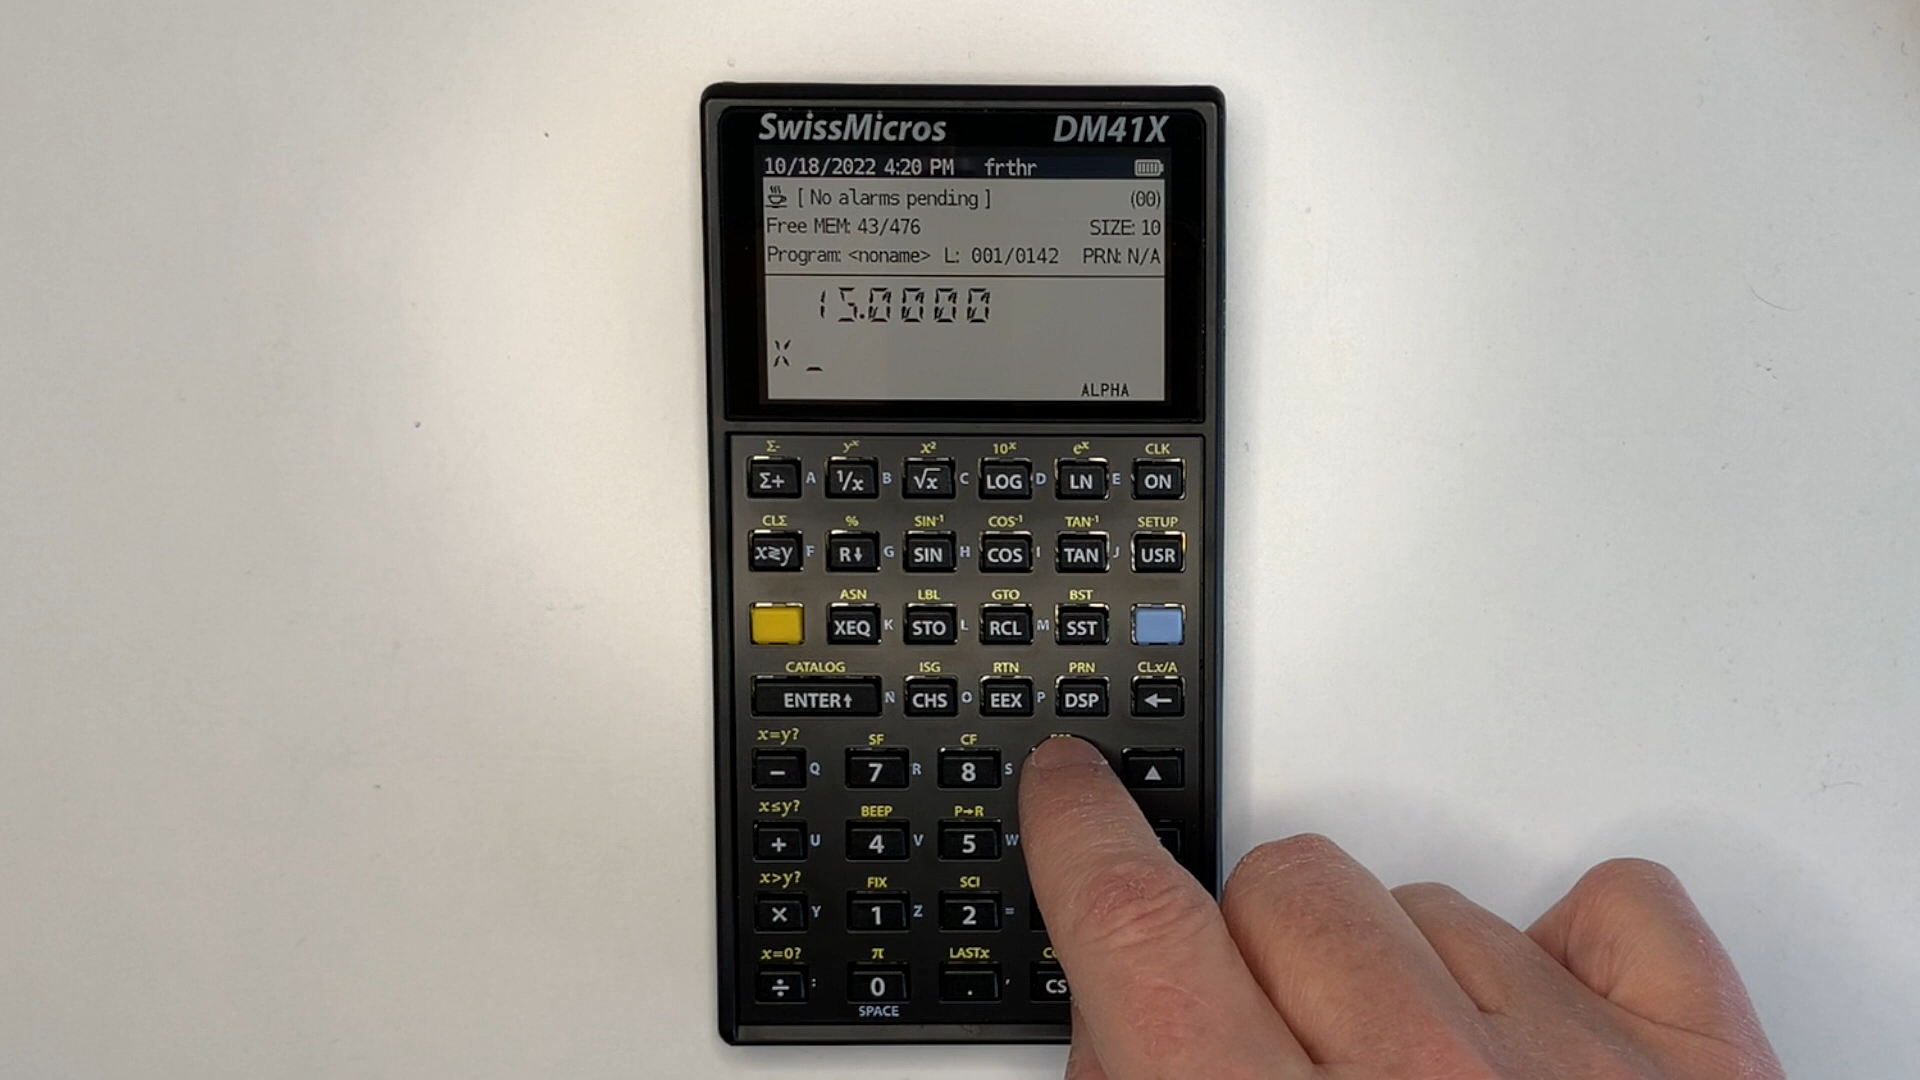 SwissMicros DM41X
10/18/2022 4:20 PM frthr
[ No alarms pending ] (00)
Free MEM: 43/476 SIZE: 10
Program: <noname> L: 001/0142 PRN: N/A
15.0000
X _
ALPHA
Σ- yˣ x² 10ˣ eˣ CLK
Σ+ A 1/x B √x C LOG D LN E ON
CLΣ % SIN⁻¹ COS⁻¹ TAN⁻¹ SETUP
x≷y F R↓ G SIN H COS I TAN J USR
ASN LBL GTO BST
XEQ K STO L RCL M SST
CATALOG ISG RTN PRN CLx/A
ENTER↑ N CHS O EEX P DSP ←
x=y? SF CF
− Q 7 R 8 S ▲
x≤y? BEEP P→R
+ U 4 V 5 W
x>y? FIX SCI
× Y 1 Z 2 =
x=0? π LASTx
÷ : 0 . ,
SPACE